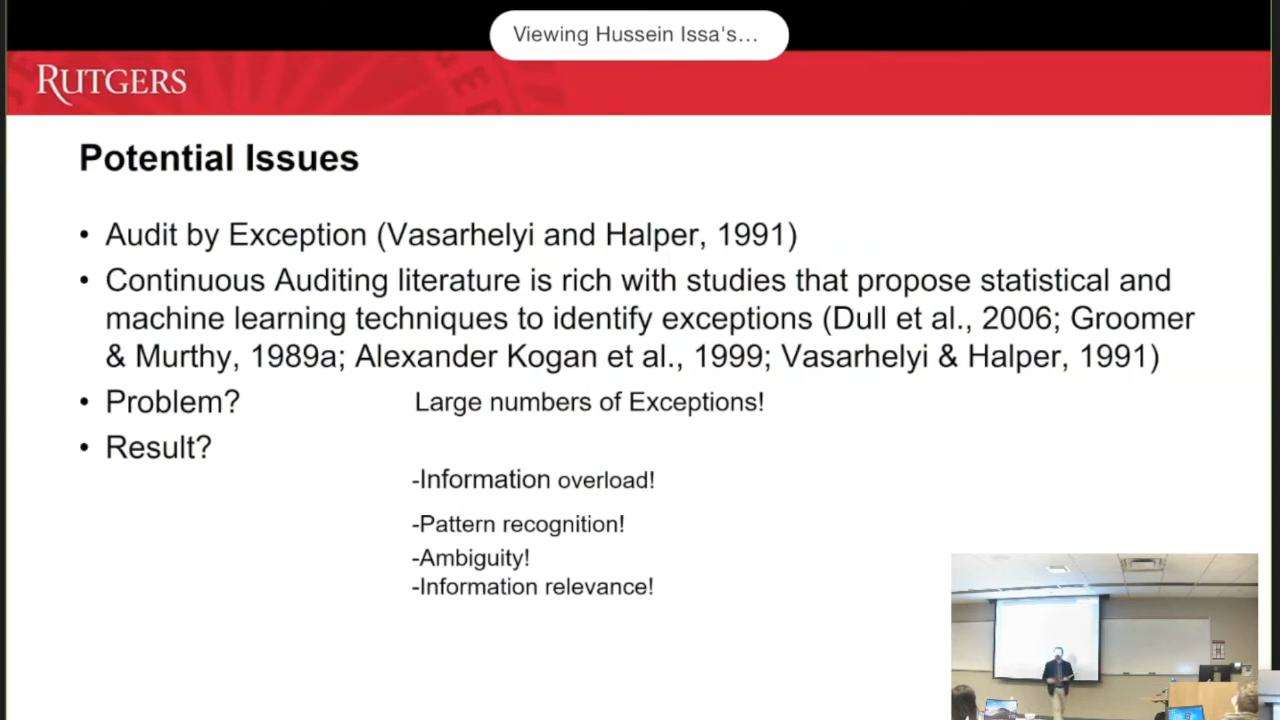 Viewing Hussein Issa's...
RUTGERS
Potential Issues
• Audit by Exception (Vasarhelyi and Halper, 1991)
• Continuous Auditing literature is rich with studies that propose statistical and
machine learning techniques to identify exceptions (Dull et al., 2006; Groomer
& Murthy, 1989a; Alexander Kogan et al., 1999; Vasarhelyi & Halper, 1991)
• Problem? Large numbers of Exceptions!
• Result?
-Information overload!
-Pattern recognition!
-Ambiguity!
-Information relevance!